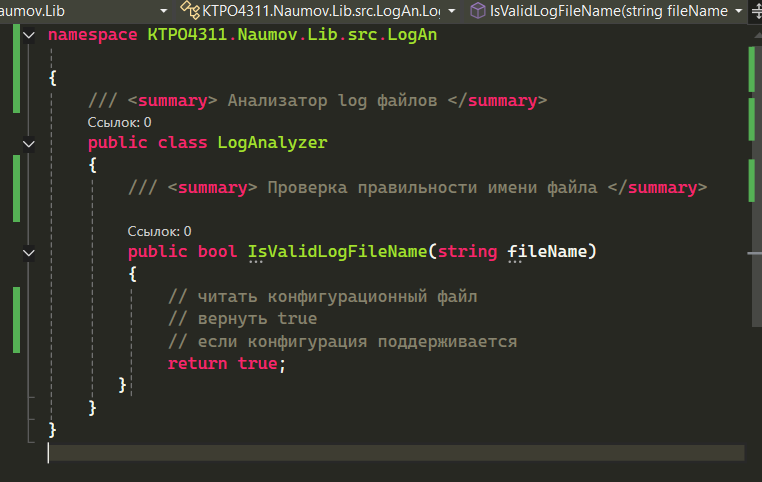 aumov.Lib KTPO4311.Naumov.Lib.src.LogAn.Lo IsValidLogFileName(string fileName
namespace KTPO4311.Naumov.Lib.src.LogAn
{
/// <summary> Анализатор log файлов </summary>
Ссылок: 0
public class LogAnalyzer
{
/// <summary> Проверка правильности имени файла </summary>
Ссылок: 0
public bool IsValidLogFileName(string fileName)
{
// читать конфигурационный файл
// вернуть true
// если конфигурация поддерживается
return true;
}
}
}